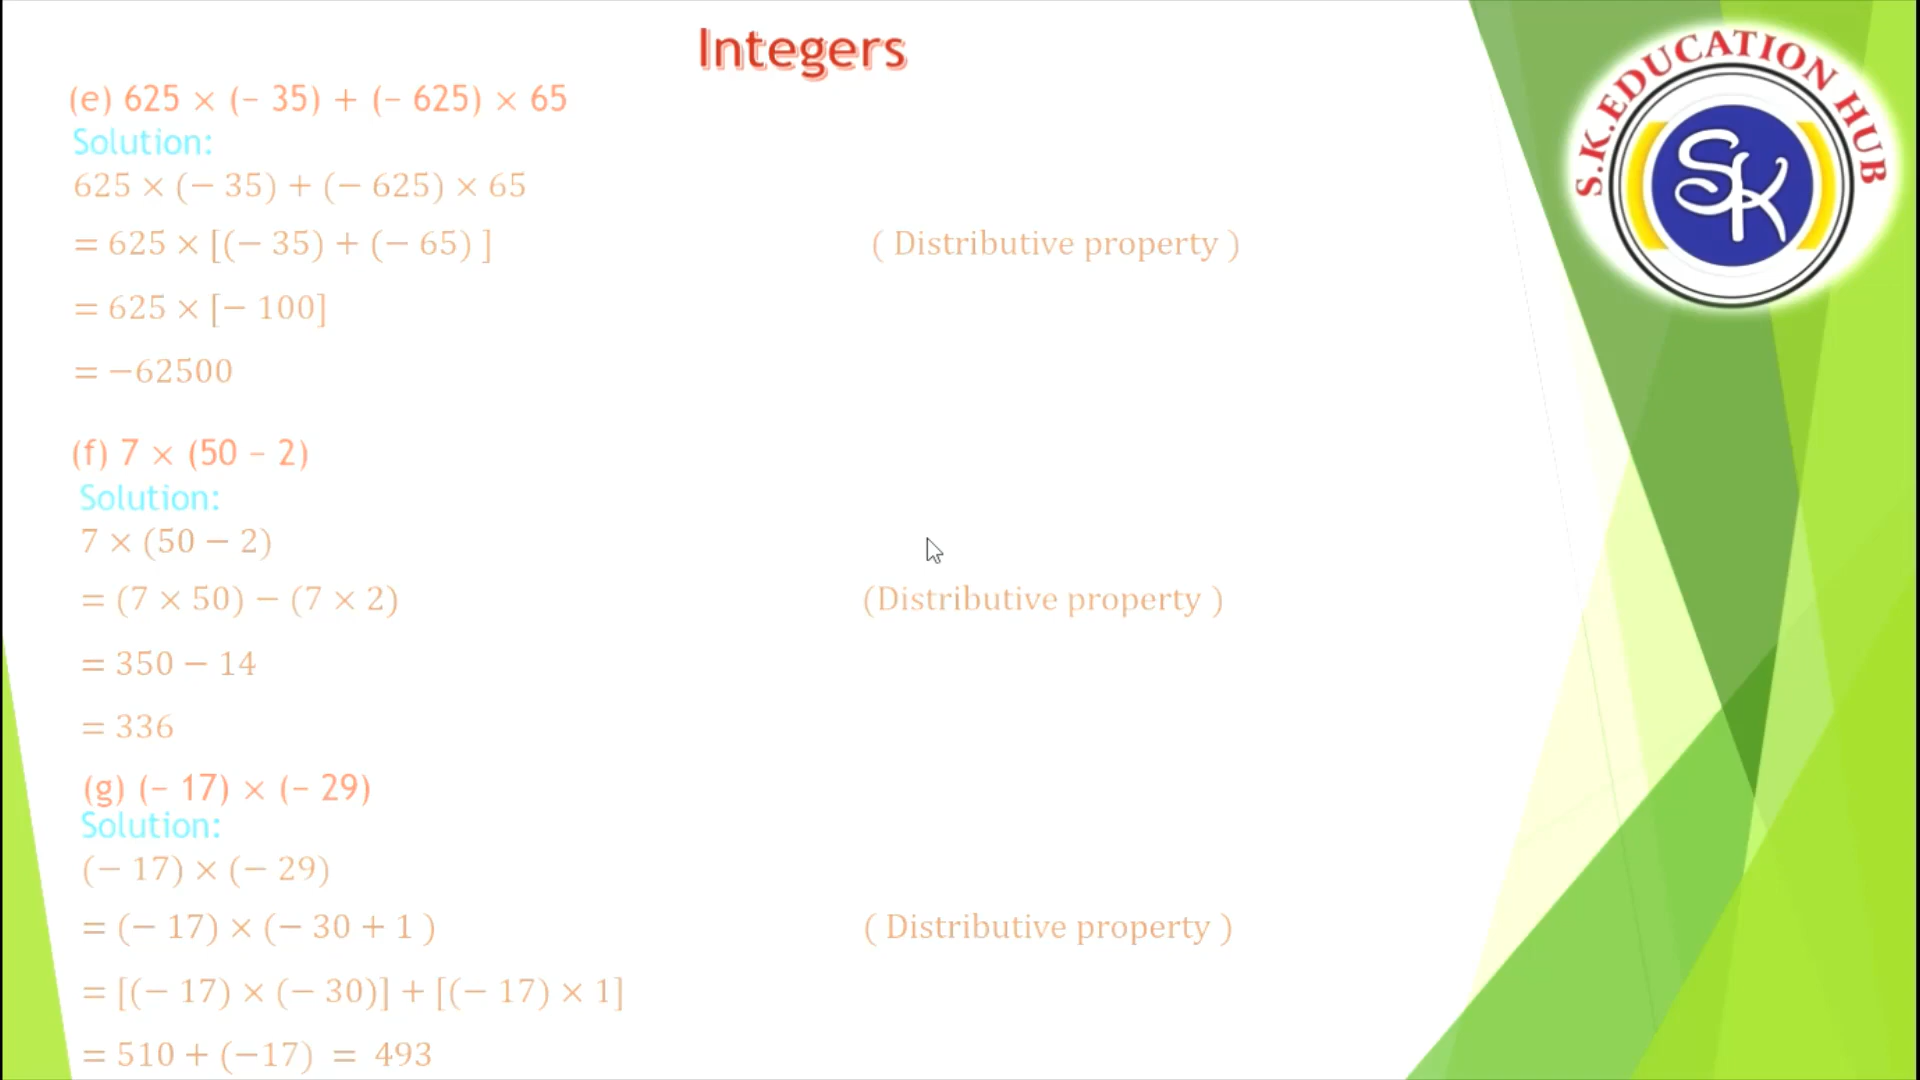 Integers
(e) 625 × (– 35) + (– 625) × 65
Solution:
625 × (− 35) + (− 625) × 65
= 625 × [(− 35) + (− 65) ] ( Distributive property )
= 625 × [− 100]
= −62500
(f) 7 × (50 – 2)
Solution:
7 × (50 − 2)
= (7 × 50) − (7 × 2) (Distributive property )
= 350 − 14
= 336
(g) (– 17) × (– 29)
Solution:
(− 17) × (− 29)
= (− 17) × (− 30 + 1 ) ( Distributive property )
= [(− 17) × (− 30)] + [(− 17) × 1]
= 510 + (−17) = 493
S.K.EDUCATION HUB
SK